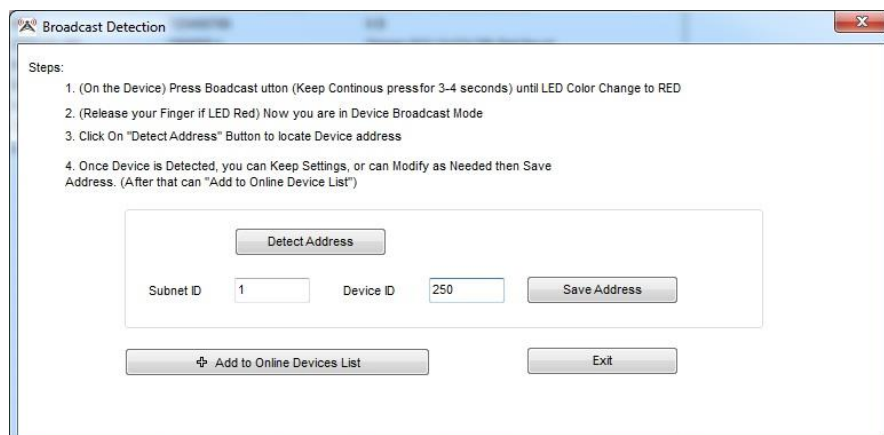 Broadcast Detection
Steps:
1. (On the Device) Press Boadcast utton (Keep Continous press for 3-4 seconds) until LED Color Change to RED
2. (Release your Finger if LED Red) Now you are in Device Broadcast Mode
3. Click On "Detect Address" Button to locate Device address
4. Once Device is Detected, you can Keep Settings, or can Modify as Needed then Save
Address. (After that can "Add to Online Device List")
Detect Address
Subnet ID 1 Device ID 250 Save Address
Add to Online Devices List Exit